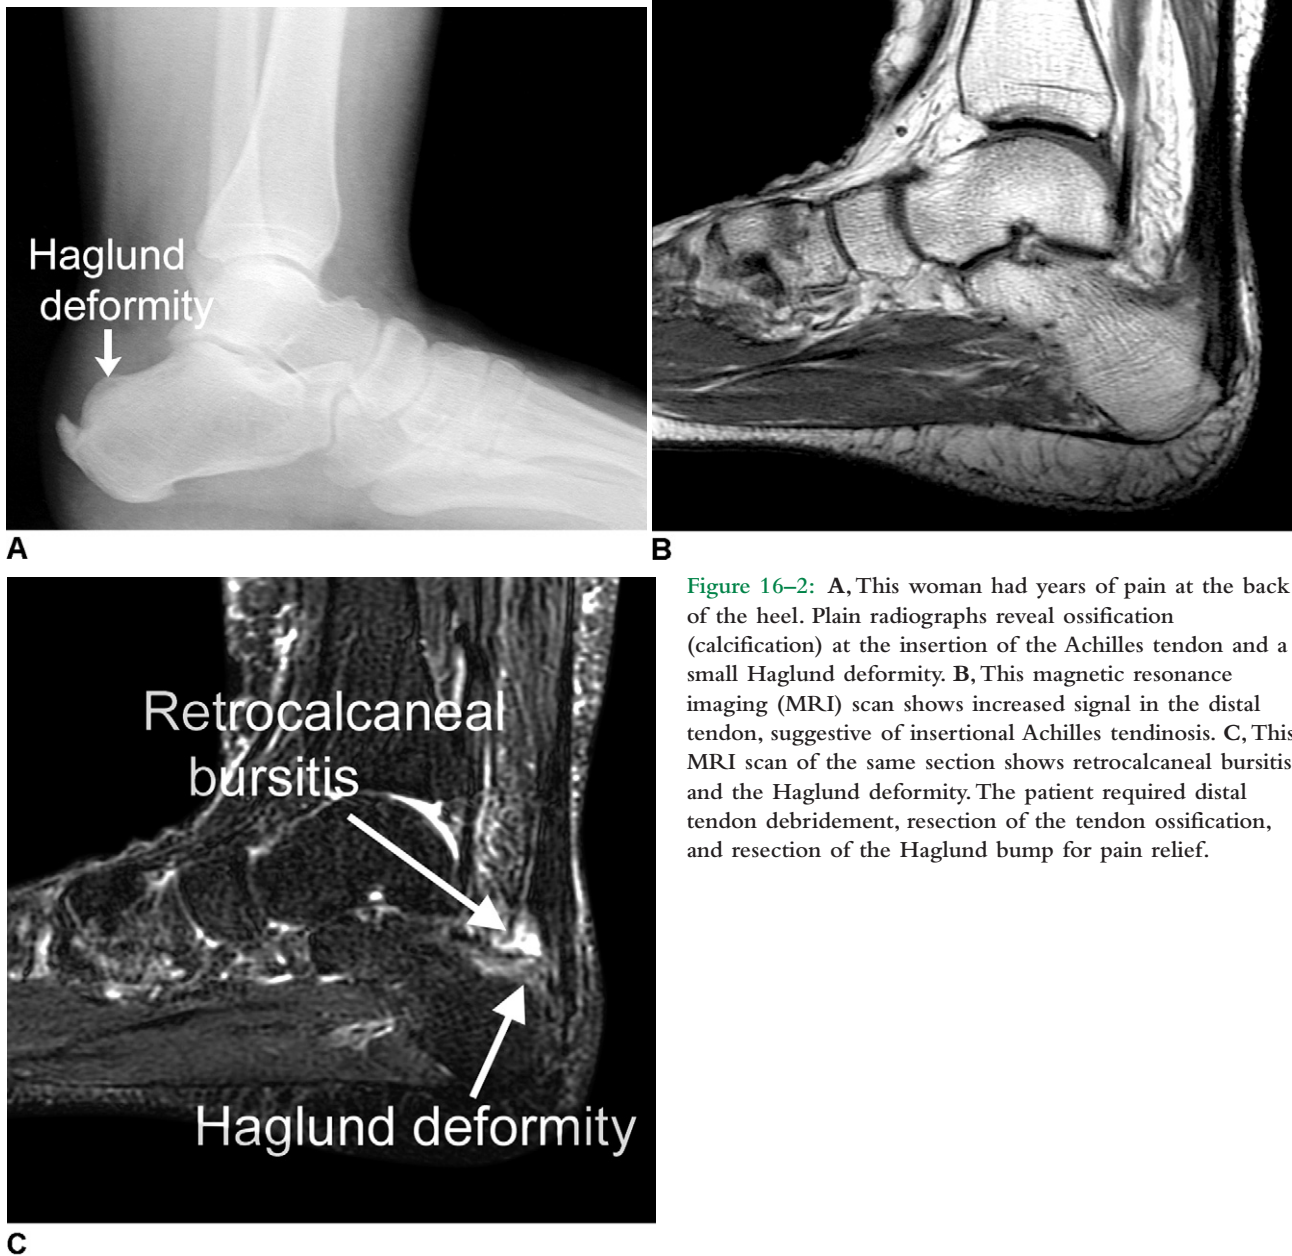 Haglund
deformity
A
B
Retrocalcaneal
bursitis
Haglund deformity
C
Figure 16–2: A, This woman had years of pain at the back
of the heel. Plain radiographs reveal ossification
(calcification) at the insertion of the Achilles tendon and a
small Haglund deformity. B, This magnetic resonance
imaging (MRI) scan shows increased signal in the distal
tendon, suggestive of insertional Achilles tendinosis. C, This
MRI scan of the same section shows retrocalcaneal bursitis
and the Haglund deformity. The patient required distal
tendon debridement, resection of the tendon ossification,
and resection of the Haglund bump for pain relief.